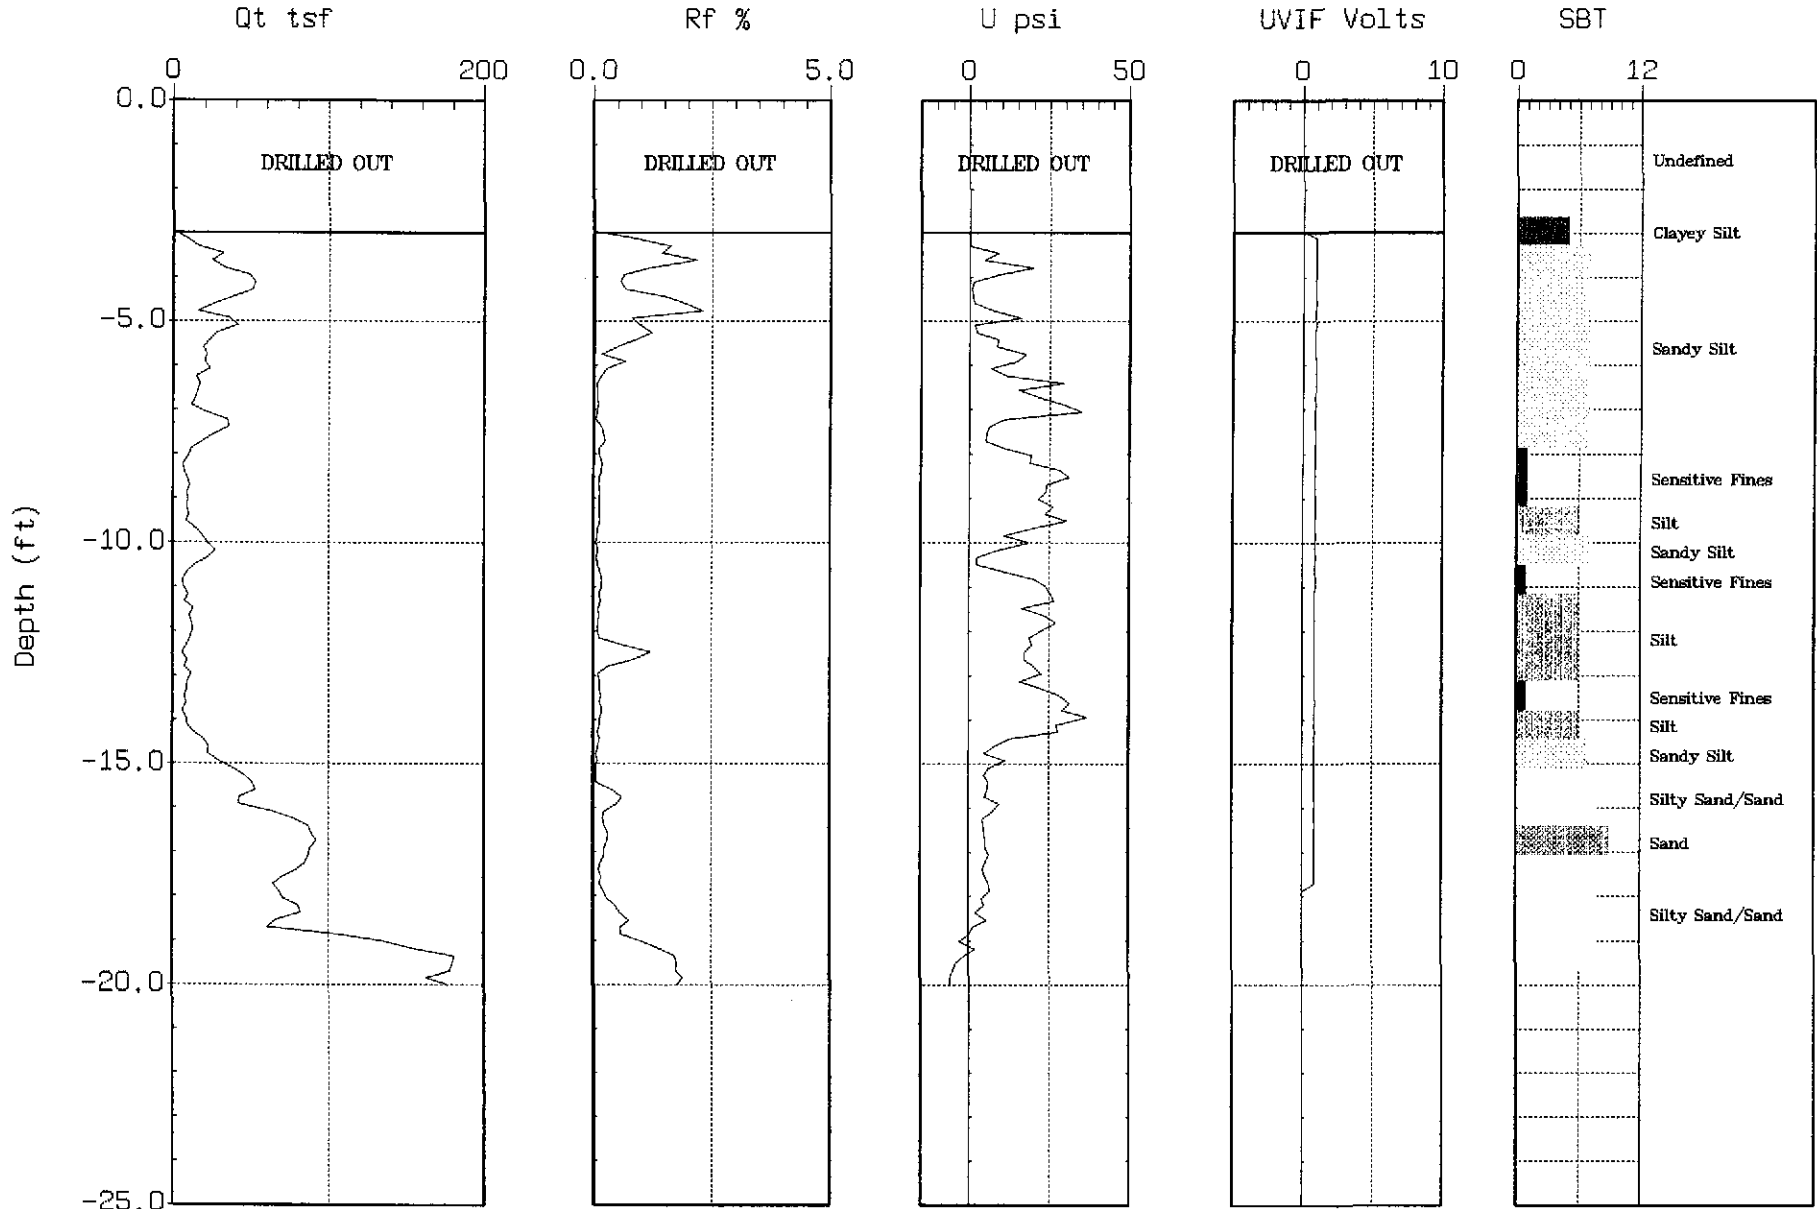 Qt tsf Rf % U psi UVIF Volts SBT
0 200 0.0 5.0 0 50 0 10 0 12
0.0
DRILLED OUT DRILLED OUT DRILLED OUT DRILLED OUT Undefined
Clayey Silt
-5.0
Sandy Silt
Sensitive Fines
Silt
-10.0
Sandy Silt
Sensitive Fines
Depth (ft)
Silt
Sensitive Fines
Silt
Sandy Silt
-15.0
Silty Sand/Sand
Sand
Silty Sand/Sand
-20.0
-25.0